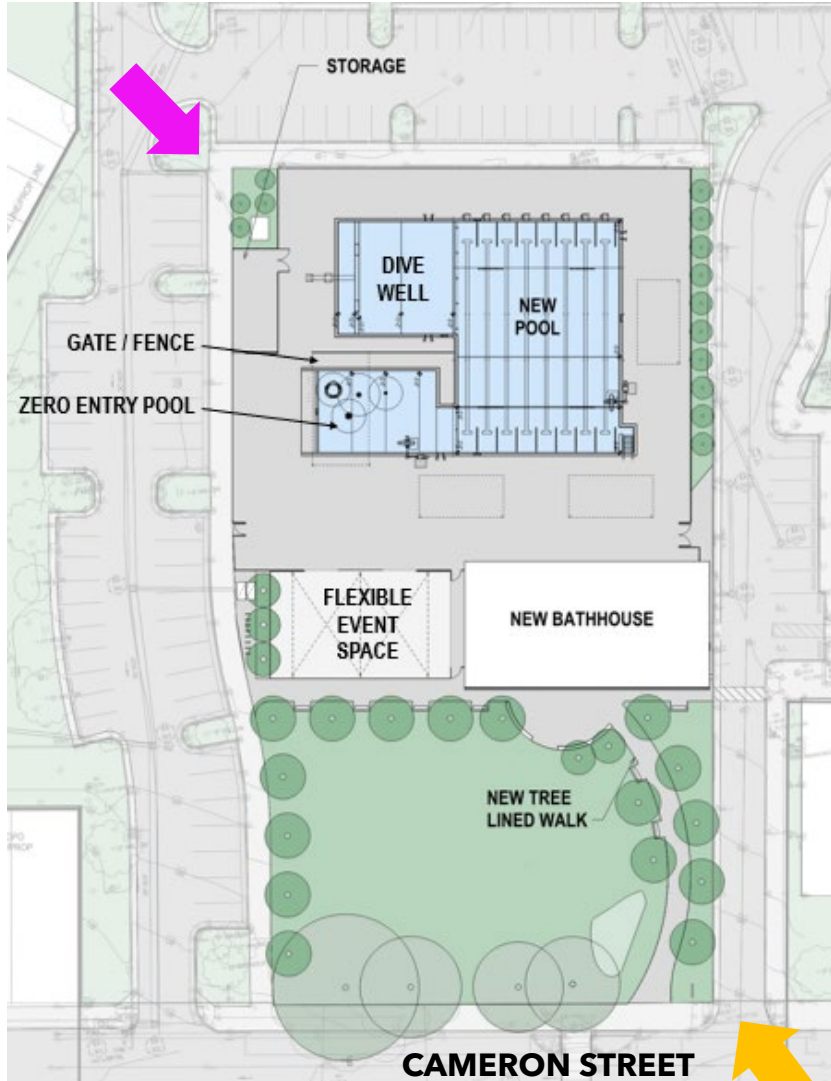 STORAGE
DIVE
WELL
NEW
POOL
GATE / FENCE
ZERO ENTRY POOL
FLEXIBLE
EVENT
SPACE
NEW BATHHOUSE
NEW TREE
LINED WALK
CAMERON STREET